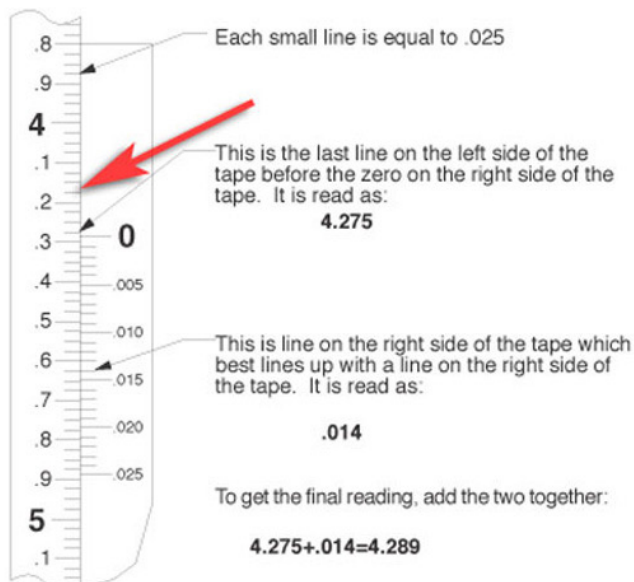 .8
Each small line is equal to .025
.9
4
.1
This is the last line on the left side of the
tape before the zero on the right side of the
tape. It is read as:
4.275
.2
.3
0
.4
.005
.5
.010
This is line on the right side of the tape which
best lines up with a line on the right side of
the tape. It is read as:
.014
.6
.015
.7
.8
.020
.9
.025
To get the final reading, add the two together:
4.275+.014=4.289
5
.1